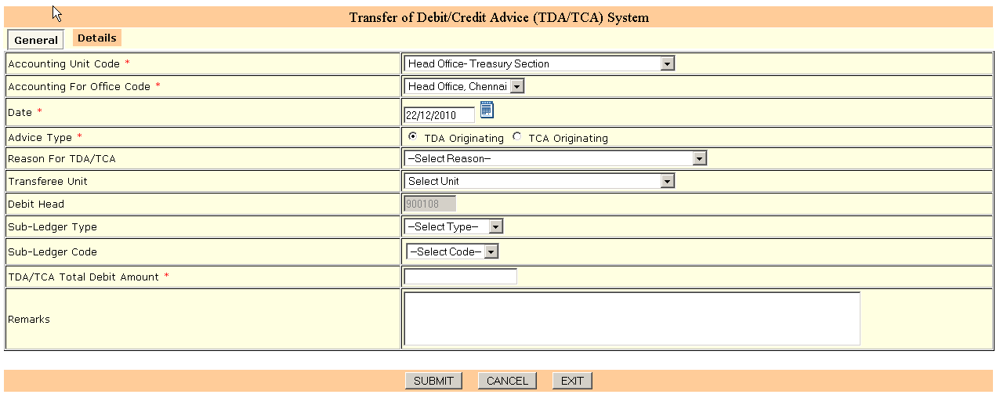 Transfer of Debit/Credit Advice (TDA/TCA) System
General Details
Accounting Unit Code * Head Office- Treasury Section
Accounting For Office Code * Head Office, Chennai
Date * 22/12/2010
Advice Type * TDA Originating TCA Originating
Reason For TDA/TCA --Select Reason--
Transferee Unit Select Unit
Debit Head 900108
Sub-Ledger Type --Select Type--
Sub-Ledger Code --Select Code--
TDA/TCA Total Debit Amount *
Remarks
SUBMIT CANCEL EXIT